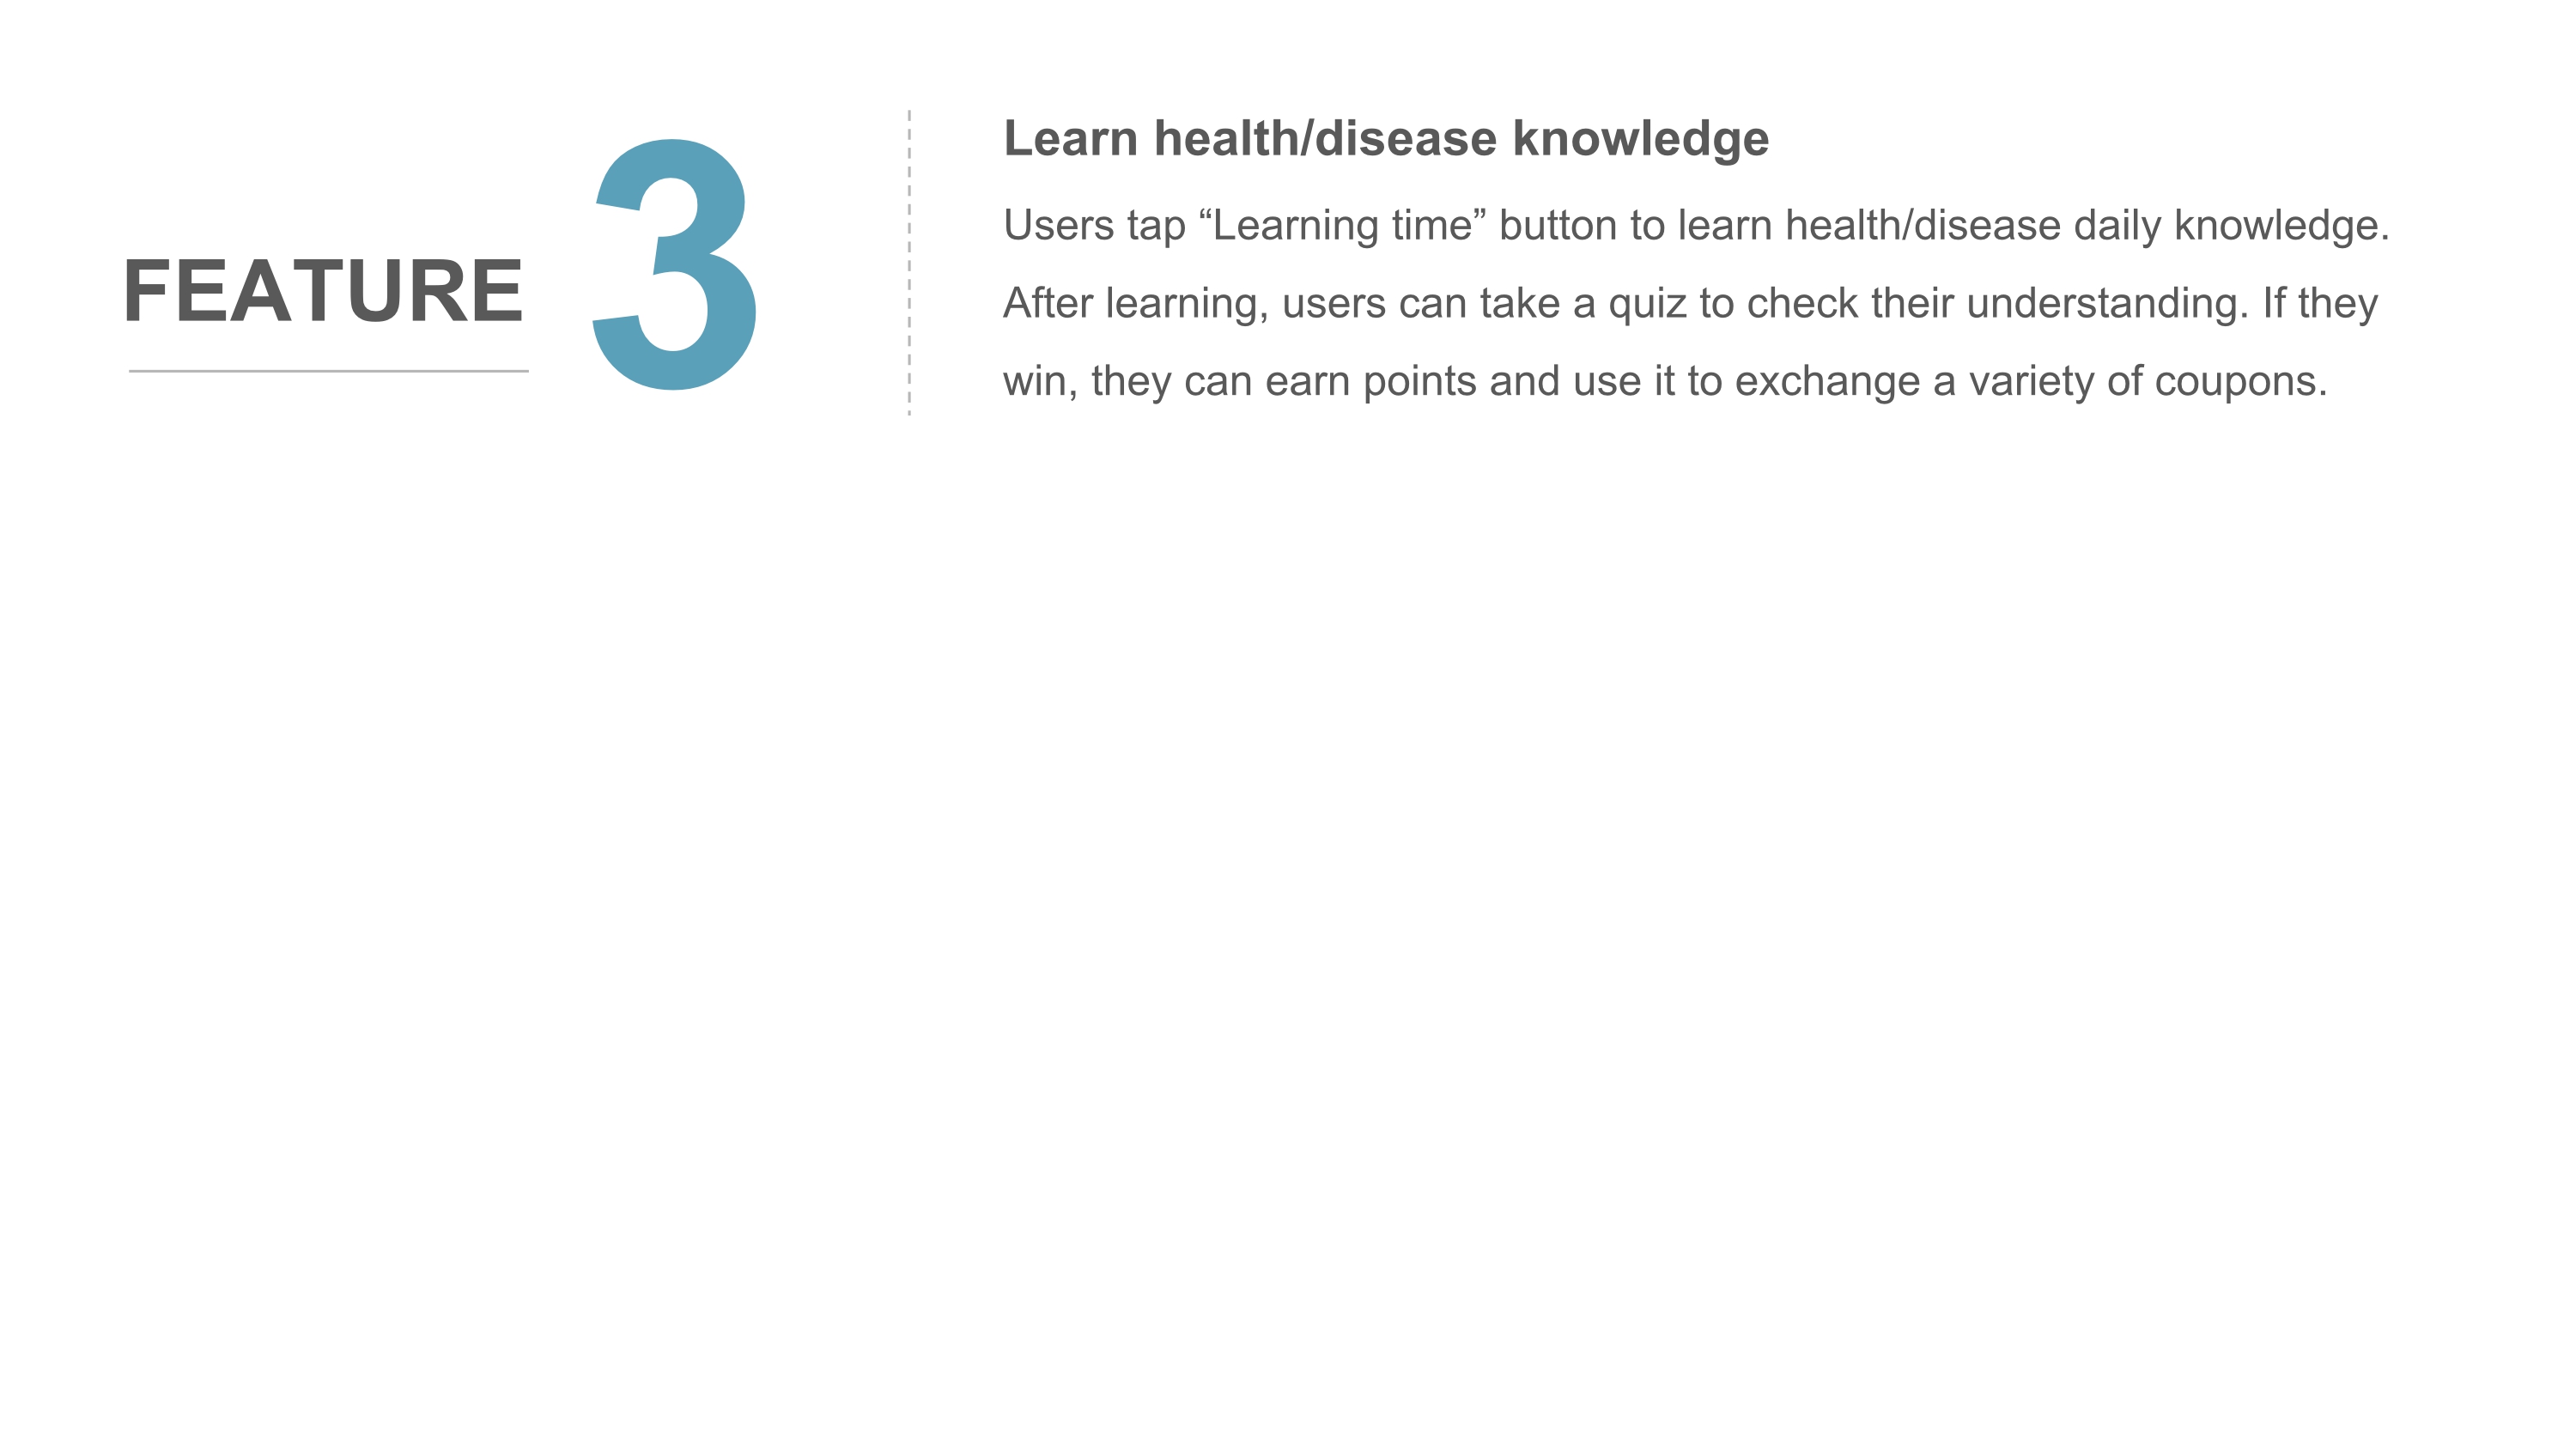 FEATURE 3
Learn health/disease knowledge
Users tap “Learning time” button to learn health/disease daily knowledge.
After learning, users can take a quiz to check their understanding. If they
win, they can earn points and use it to exchange a variety of coupons.